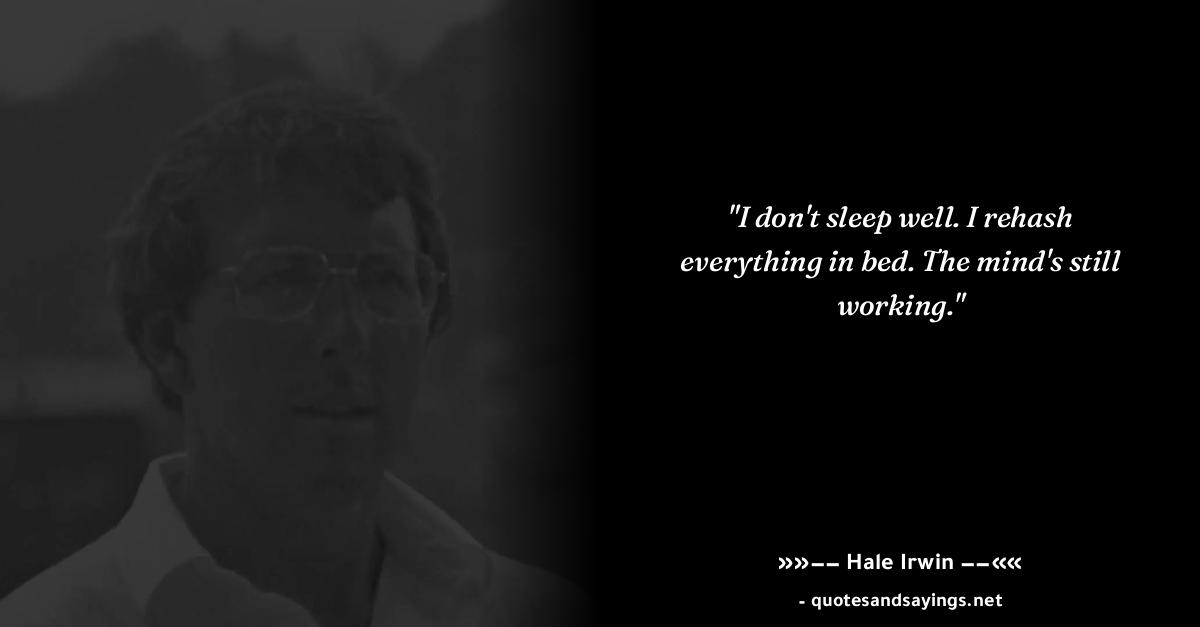 "I don't sleep well. I rehash
everything in bed. The mind's still
working."
»»−− Hale Irwin −−««
- quotesandsayings.net